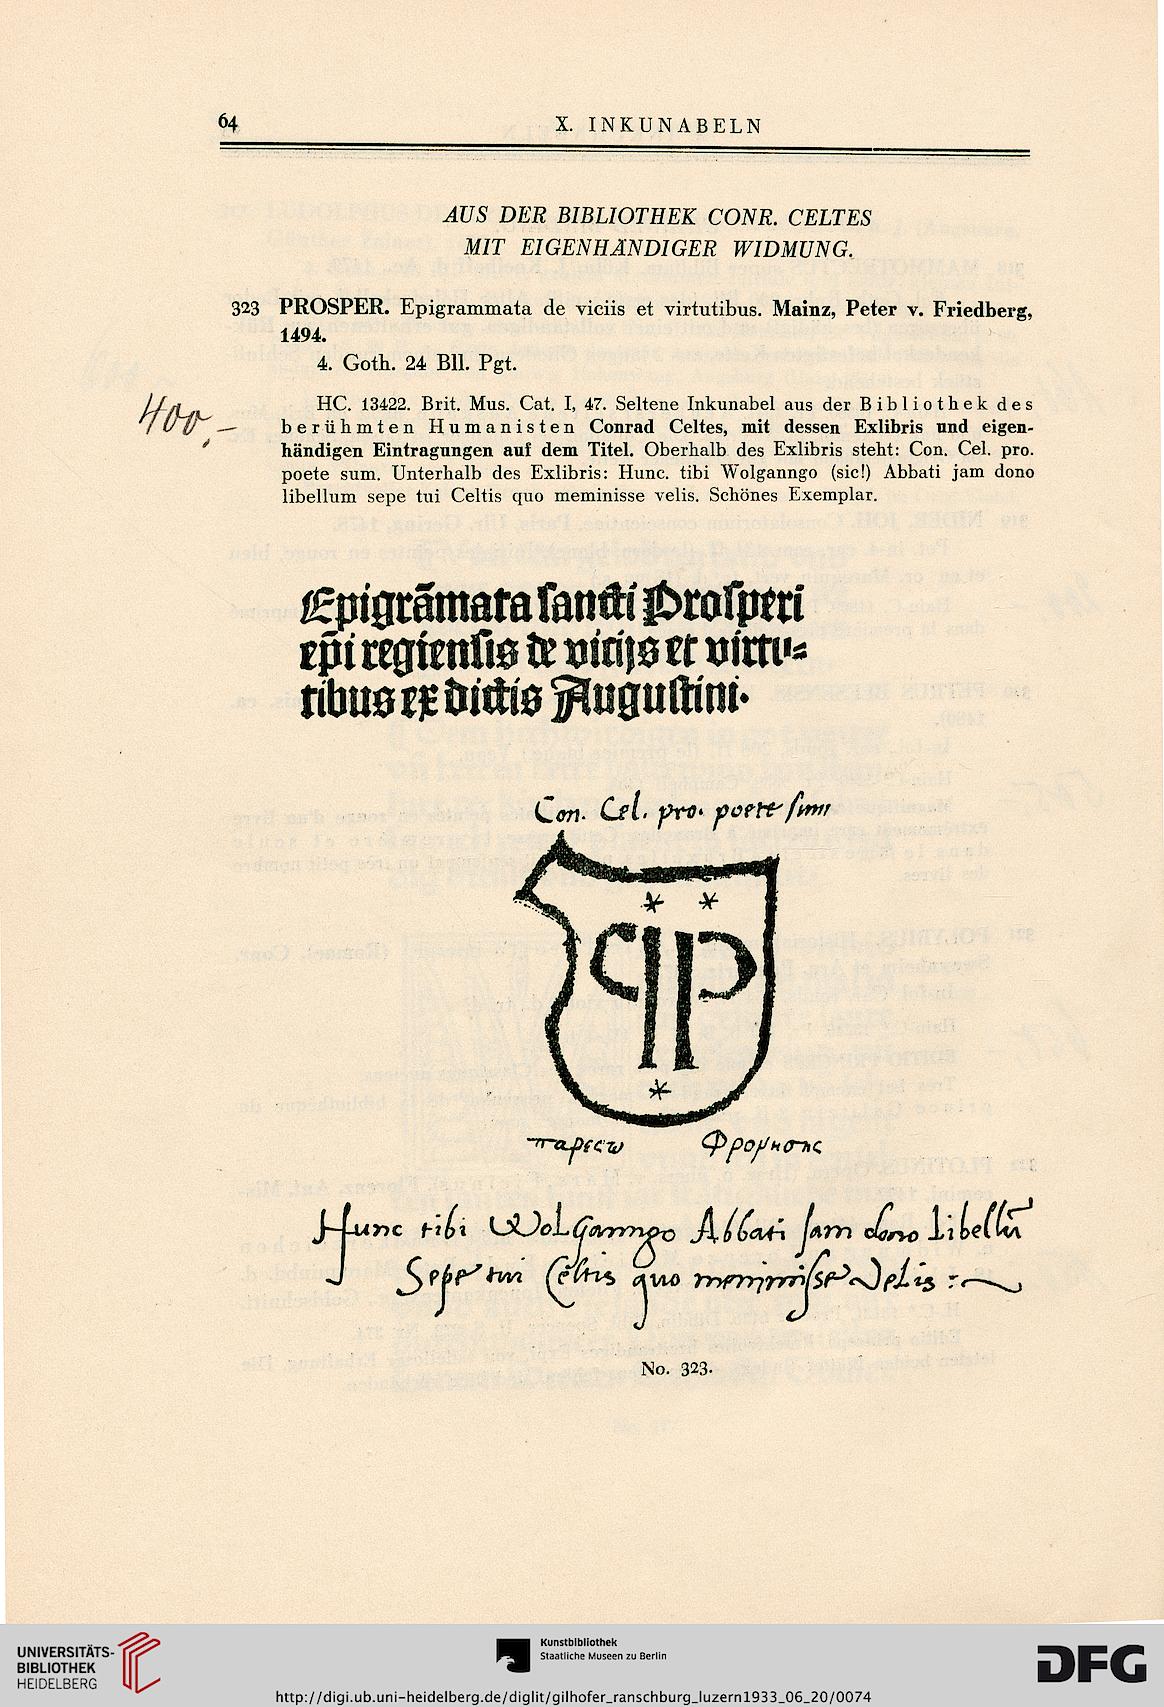 64
X. INKUNABELN
AUS DER BIBLIOTHEK CONR. CELTES
MIT EIGENHÄNDIGER WIDMUNG.
323 PROSPER. Epigrammata de viciis et virtutibus. Mainz, Peter v. Friedberg,
1494.
4. Goth. 24 Bll. Pgt.
400,—
HC. 13422. Brit. Mus. Cat. I, 47. Seltene Inkunabel aus der Bibliothek des
berühmten Humanisten Conrad Celtes, mit dessen Exlibris und eigen-
händigen Eintragungen auf dem Titel. Oberhalb des Exlibris steht: Con. Cel. pro.
poete sum. Unterhalb des Exlibris: Hunc. tibi Wolganngo (sic!) Abbati jam dono
libellum sepe tui Celtis quo meminisse velis. Schönes Exemplar.
Epigrãmata sancti Prosperi
ep̃i regiensis de vicijs et virtu⸗
tibus ex dictis Augustini.
Con. Cel. pro. poete sum
Hunc tibi Wolganngo Abbati Jam dono libellũ
Sepe tui Celtis quo meminisse velis :~
No. 323.
UNIVERSITÄTS-
BIBLIOTHEK
HEIDELBERG
Kunstbibliothek
Staatliche Museen zu Berlin
DFG
http://digi.ub.uni-heidelberg.de/diglit/gilhofer_ranschburg_luzern1933_06_20/0074